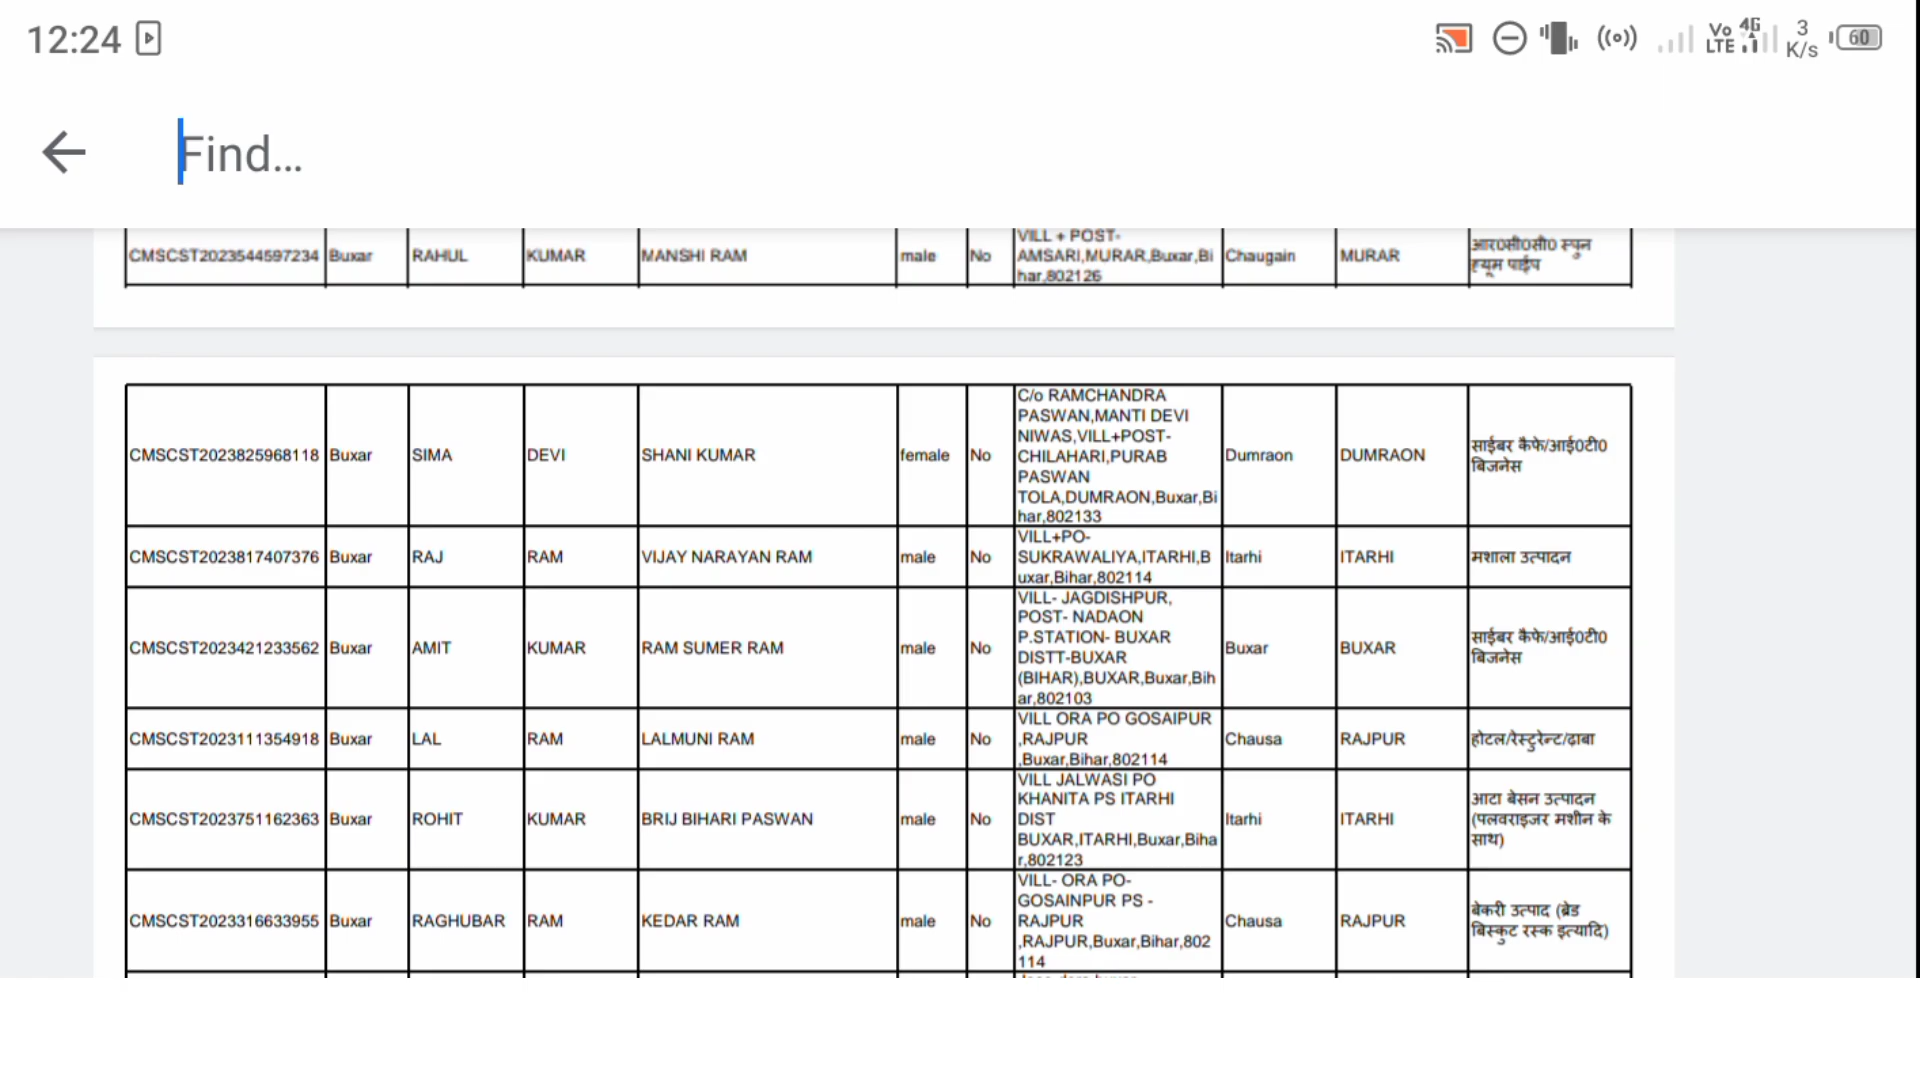 12:24
Vo LTE 4G 3 K/s 60
Find...
VILL + POST-
CMSCST2023544597234 Buxar RAHUL KUMAR MANSHI RAM male No AMSARI,MURAR,Buxar,Bi Chaugain MURAR आर0सी0सी0 स्पुन
har,802126 ह्यूम पाईप
C/o RAMCHANDRA
PASWAN,MANTI DEVI
NIWAS,VILL+POST-
CMSCST2023825968118 Buxar SIMA DEVI SHANI KUMAR female No CHILAHARI,PURAB Dumraon DUMRAON साईबर कैफे/आई0टी0
PASWAN बिजनेस
TOLA,DUMRAON,Buxar,Bi
har,802133
VILL+PO-
CMSCST2023817407376 Buxar RAJ RAM VIJAY NARAYAN RAM male No SUKRAWALIYA,ITARHI,B Itarhi ITARHI मशाला उत्पादन
uxar,Bihar,802114
VILL- JAGDISHPUR,
POST- NADAON
P.STATION- BUXAR साईबर कैफे/आई0टी0
CMSCST2023421233562 Buxar AMIT KUMAR RAM SUMER RAM male No DISTT-BUXAR Buxar BUXAR बिजनेस
(BIHAR),BUXAR,Buxar,Bih
ar,802103
VILL ORA PO GOSAIPUR
CMSCST2023111354918 Buxar LAL RAM LALMUNI RAM male No ,RAJPUR Chausa RAJPUR होटल/रेस्टुरेन्ट/ढ़ाबा
,Buxar,Bihar,802114
VILL JALWASI PO
KHANITA PS ITARHI आटा बेसन उत्पादन
CMSCST2023751162363 Buxar ROHIT KUMAR BRIJ BIHARI PASWAN male No DIST Itarhi ITARHI (पलवराइजर मशीन के
BUXAR,ITARHI,Buxar,Biha साथ)
r,802123
VILL- ORA PO-
GOSAINPUR PS - बेकरी उत्पाद (ब्रेड
CMSCST2023316633955 Buxar RAGHUBAR RAM KEDAR RAM male No RAJPUR Chausa RAJPUR बिस्कुट रस्क इत्यादि)
,RAJPUR,Buxar,Bihar,802
114